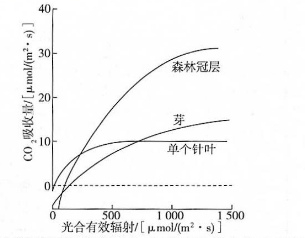 CO₂吸收量/[μmol/(m²·s)]
40
30
20
10
0
森林冠层
芽
单个针叶
0 500 1 000 1 500
光合有效辐射/[μmol/(m²·s)]